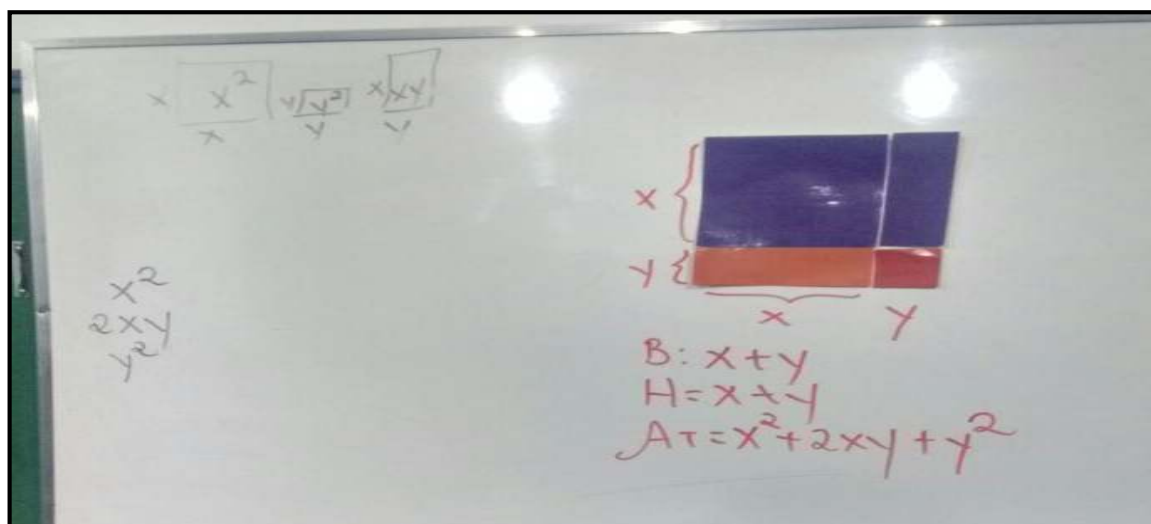 x x² y y² x xy
x y y
x²
2xy
y²
x
y
x y
B: x+y
H=x+y
AT=x²+2xy+y²